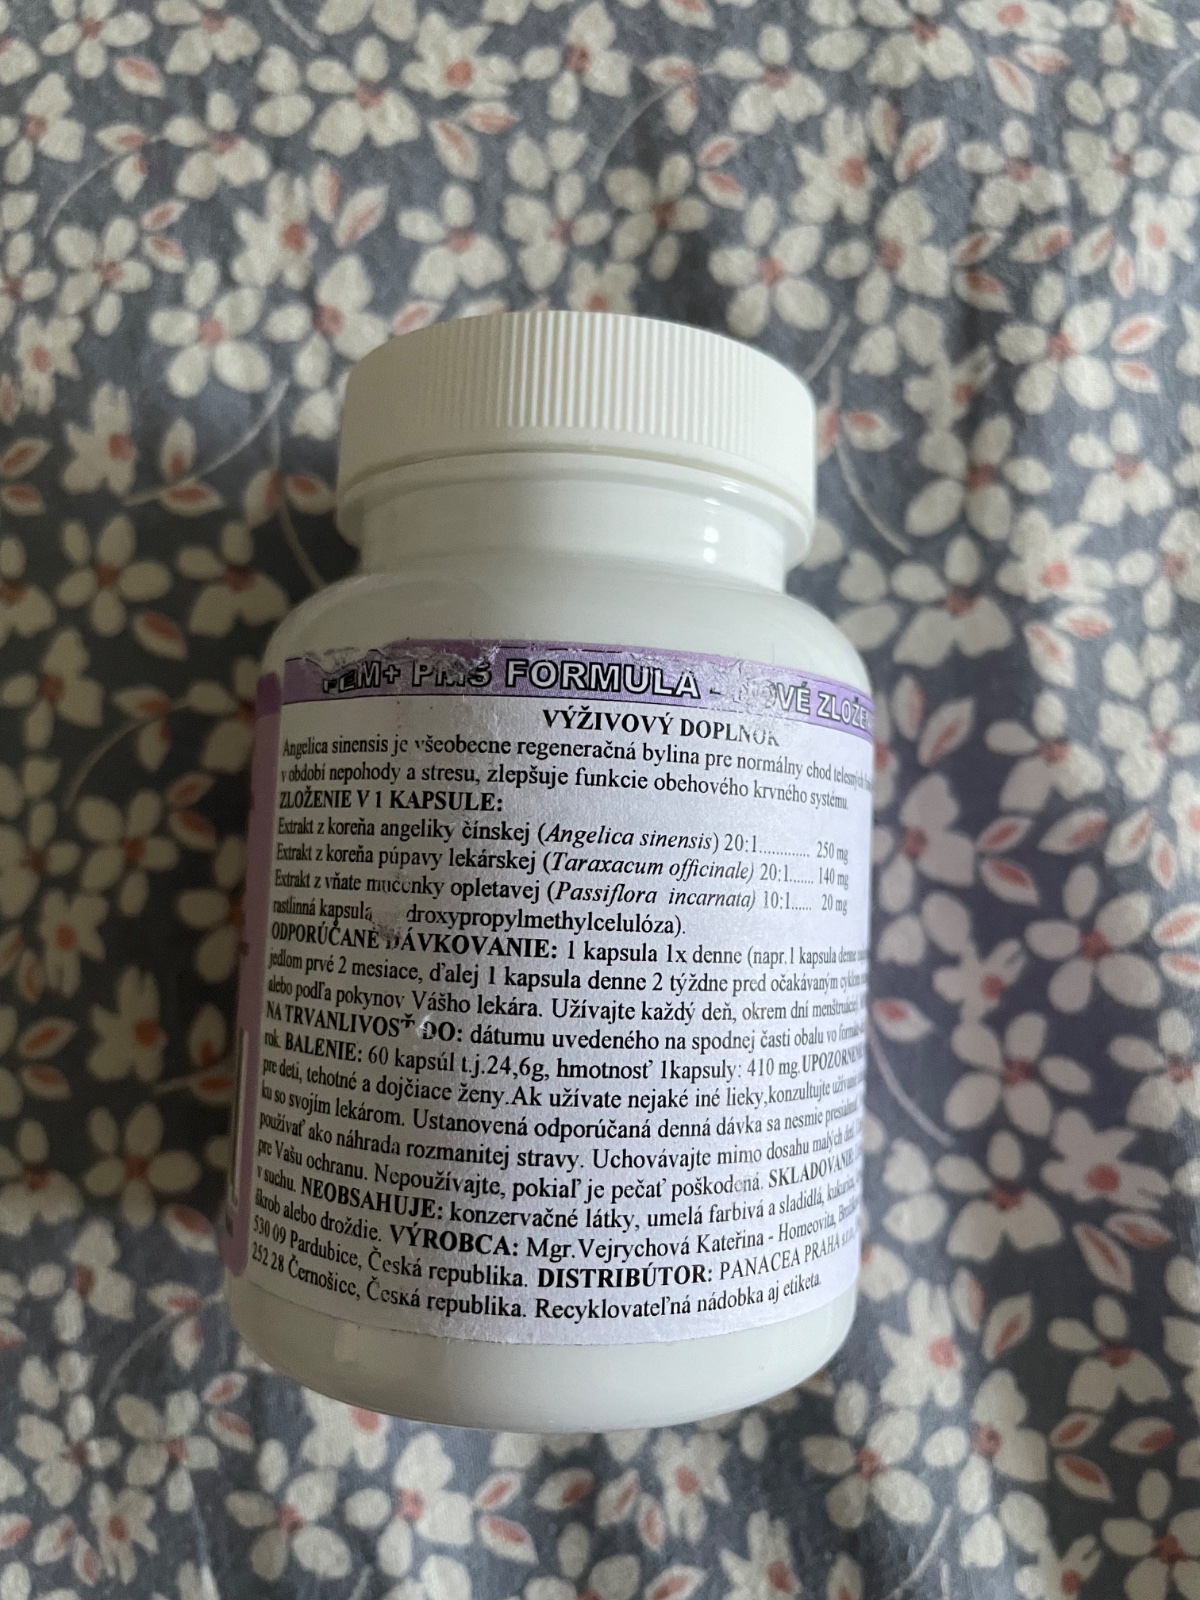 FEM+ PMS FORMULA - NOVÉ ZLOŽE
VÝŽIVOVÝ DOPLNOK
Angelica sinensis je všeobecne regeneračná bylina pre normálny chod
v období nepohody a stresu, zlepšuje funkcie obehového krvného systému.
ZLOŽENIE V 1 KAPSULE:
Extrakt z koreňa angeliky čínskej (Angelica sinensis) 20:1............ 250 mg
Extrakt z koreňa púpavy lekárskej (Taraxacum officinale) 20:1...... 140 mg
Extrakt z vňate mučenky opletavej (Passiflora incarnata) 10:1...... 20 mg
rastlinná kapsula droxypropylmethylcelulóza).
ODPORÚČANÉ DÁVKOVANIE: 1 kapsula 1x denne (napr.1 kapsula denne
jedlom prvé 2 mesiace, ďalej 1 kapsula denne 2 týždne pred očakávaným
alebo podľa pokynov Vášho lekára. Užívajte každý deň, okrem dní
NA TRVANLIVOSŤ DO: dátumu uvedeného na spodnej časti obalu vo
rok. BALENIE: 60 kapsúl t.j.24,6g, hmotnosť 1kapsuly: 410 mg.
pre deti, tehotné a dojčiace ženy.Ak užívate nejaké iné lieky,konzultujte
ku so svojím lekárom. Ustanovená odporúčaná denná dávka sa nesmie
používať ako náhrada rozmanitej stravy. Uchovávajte mimo dosahu malých detí.
pre Vašu ochranu. Nepoužívajte, pokiaľ je pečať poškodená. SKLADOVANIE:
v suchu. NEOBSAHUJE: konzervačné látky, umelá farbivá a sladidlá,
škrob alebo droždie. VÝROBCA: Mgr.Vejrychová Kateřina - Homeovita,
530 09 Pardubice, Česká republika. DISTRIBÚTOR: PANACEA PRAHA s.r.o.
252 28 Černošice, Česká republika. Recyklovateľná nádobka aj etiketa.